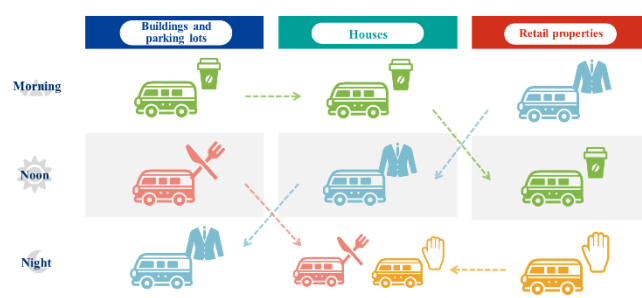 Buildings and
parking lots
Houses
Retail properties
Morning
Noon
Night